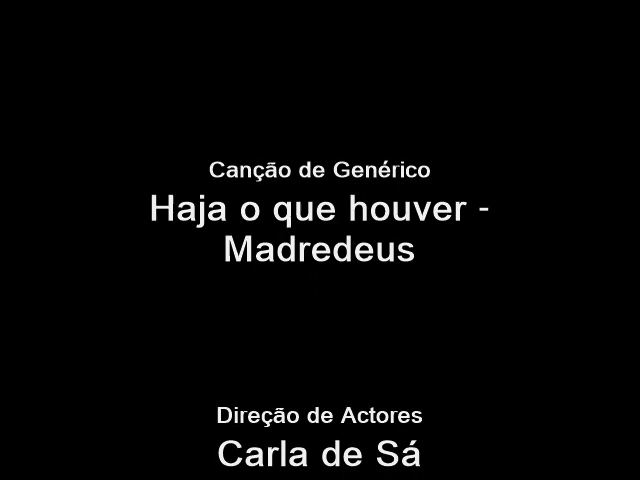 Canção de Genérico
Haja o que houver -
Madredeus
Direção de Actores
Carla de Sá